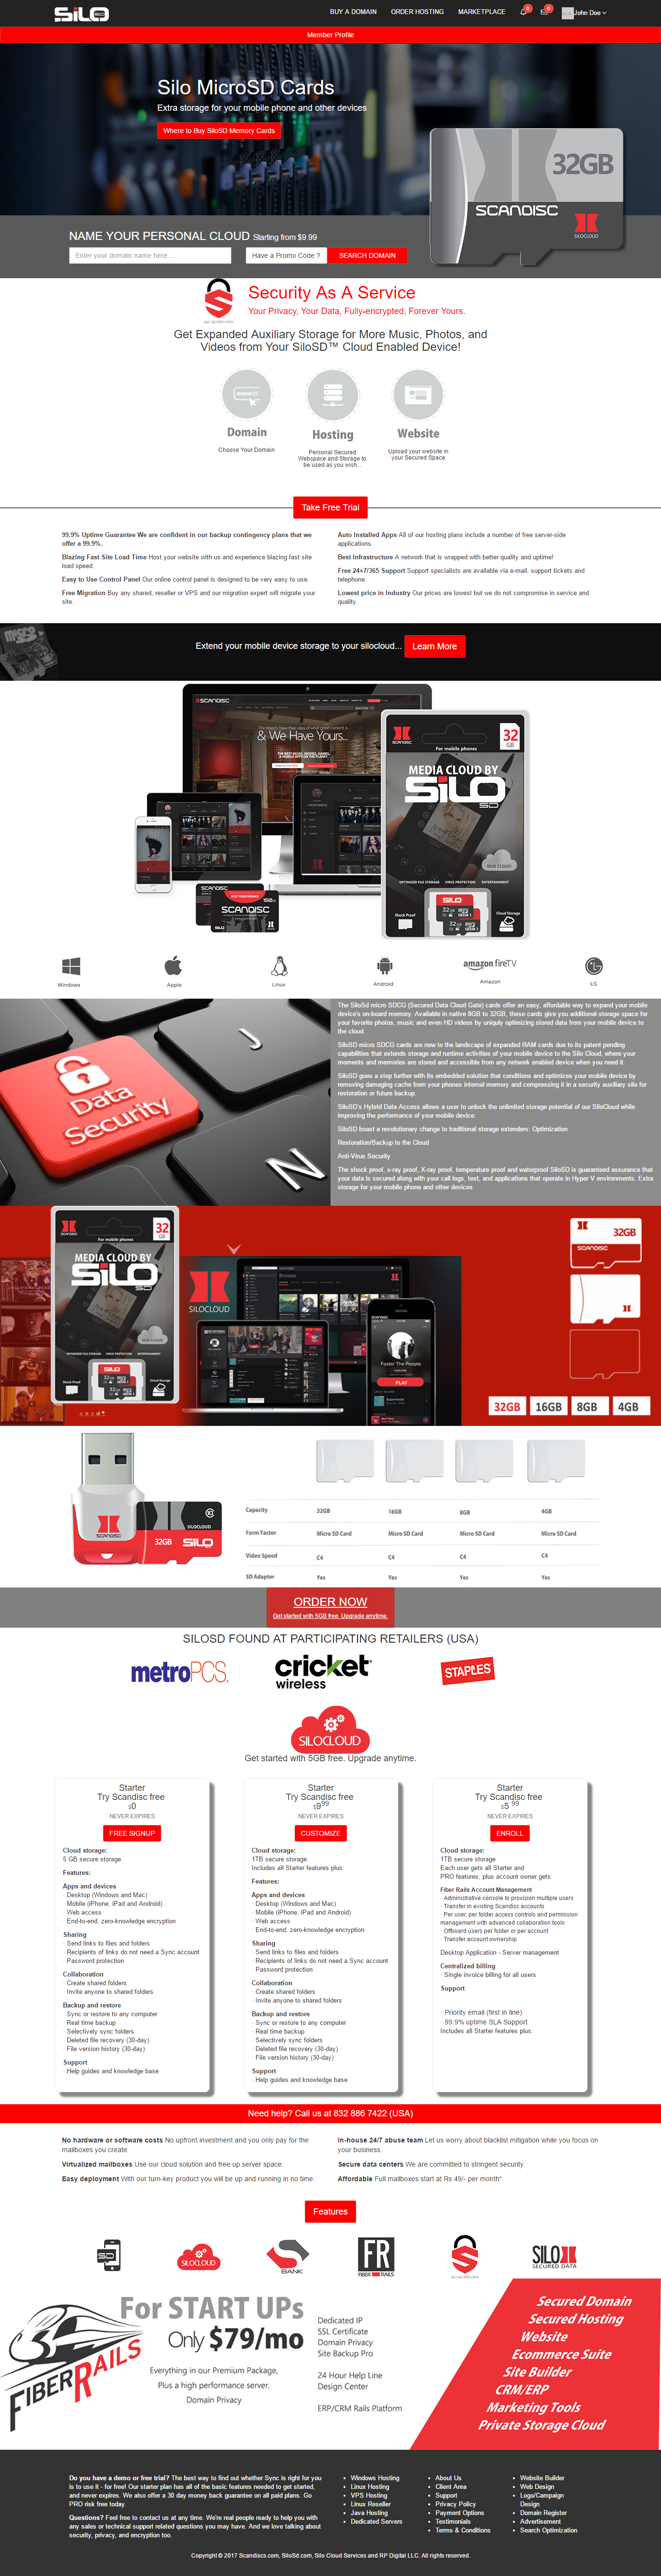 SiLO
BUY A DOMAIN ORDER HOSTING MARKETPLACE 6 6 John Doe
Member Profile
Silo MicroSD Cards
Extra storage for your mobile phone and other devices
Where to Buy SiloSD Memory Cards
32GB
SCANDISC
SILOCLOUD
NAME YOUR PERSONAL CLOUD Starting from $9.99
Enter your domain name here....
Have a Promo Code ?
SEARCH DOMAIN
Security As A Service
Your Privacy, Your Data, Fully-encrypted, Forever Yours.
Get Expanded Auxiliary Storage for More Music, Photos, and
Videos from Your SiloSD™ Cloud Enabled Device!
www://
Domain
Choose Your Domain
Hosting
Personal Secured
Webspace and Storage to
be used as you wish...
Website
Upload your website in
your Secured Space
Take Free Trial
99.9% Uptime Guarantee We are confident in our backup contingency plans that we
offer a 99.9%.
Blazing Fast Site Load Time Host your website with us and experience blazing fast site
load speed.
Easy to Use Control Panel Our online control panel is designed to be very easy to use.
Free Migration Buy any shared, reseller or VPS and our migration expert will migrate your
site.
Auto Installed Apps All of our hosting plans include a number of free server-side
applications.
Best Infrastructure A network that is wrapped with better quality and uptime!
Free 24×7/365 Support Support specialists are available via e-mail, support tickets and
telephone.
Lowest price in Industry Our prices are lowest but we do not compromise in service and
quality.
Extend your mobile device storage to your silocloud... Learn More
SCANDISC
& We Have Yours...
SCANDISC
32
GB
For mobile phones
MEDIA CLOUD BY
SiLO
SD
SILO CLOUD
OPTIMIZED FILE STORAGE VIRUS PROTECTION ENTERTAINMENT
Shock Proof
SILO
Cloud Storage
SCANDISC
SCANDISC
Windows
Apple
Linux
Android
amazon fireTV
Amazon
LG
Data
Security
N
The SiloSd micro SDCG (Secured Data Cloud Gate) cards offer an easy, affordable way to expand your mobile
device's on-board memory. Available in native 8GB to 32GB, these cards give you additional storage space for
your favorite photos, music and even HD videos by uniquly optimizing stored data from your mobile device to
the cloud.
SiloSD micro SDCG cards are new to the landscape of expanded RAM cards due to its patent pending
capabilities that extends storage and runtime activities of your mobile device to the Silo Cloud, where your
moments and memories are stored and accessible from any network enabled device when you need it.
SiloSD goes a step further with its embedded solution that conditions and optimizes your mobile device by
removing damaging cache from your phones internal memory and compressing it in a security auxiliary silo for
restoration or future backup.
SiloSD's Hybrid Data Access allows a user to unlock the unlimited storage potential of our SiloCloud while
improving the performance of your mobile device.
SiloSD boast a revolutionary change to traditional storage extenders: Optimization
Restoration/Backup to the Cloud
Anti-Virus Security
The shock proof, x-ray proof, X-ray proof, temperature proof and waterproof SiloSD is guaranteed assurance that
your data is secured along with your call logs, text, and applications that operate in Hyper V environments. Extra
storage for your mobile phone and other devices
SCANDISC
For mobile phones
32
GB
MEDIA CLOUD BY
SiLO
SD
SILO CLOUD
OPTIMIZED FILE STORAGE VIRUS PROTECTION ENTERTAINMENT
Shock Proof
SILO
Cloud Storage
SILOCLOUD
Browse
Foster The People
PLAY
32GB
SCANDISC
32GB 16GB 8GB 4GB
SCANDISC
SILOCLOUD
32GB SILO
Capacity 32GB 16GB 8GB 4GB
Form Factor Micro SD Card Micro SD Card Micro SD Card Micro SD Card
Video Speed C4 C4 C4 C4
SD Adapter Yes Yes Yes Yes
ORDER NOW
Get started with 5GB free. Upgrade anytime.
SILOSD FOUND AT PARTICIPATING RETAILERS (USA)
metroPCS.
cricket
wireless
STAPLES
SILOCLOUD
Get started with 5GB free. Upgrade anytime.
Starter
Try Scandisc free
$0
NEVER EXPIRES
FREE SIGNUP
Cloud storage:
5 GB secure storage
Features:
Apps and devices
· Desktop (Windows and Mac)
· Mobile (iPhone, iPad and Android)
· Web access
· End-to-end, zero-knowledge encryption
Sharing
· Send links to files and folders
· Recipients of links do not need a Sync account
· Password protection
Collaboration
· Create shared folders
· Invite anyone to shared folders
Backup and restore
· Sync or restore to any computer
· Real time backup
· Selectively sync folders
· Deleted file recovery (30-day)
· File version history (30-day)
Support
· Help guides and knowledge base
Starter
Try Scandisc free
$9.99
NEVER EXPIRES
CUSTOMIZE
Cloud storage:
1TB secure storage
Includes all Starter features plus:
Features:
Apps and devices
· Desktop (Windows and Mac)
· Mobile (iPhone, iPad and Android)
· Web access
· End-to-end, zero-knowledge encryption
Sharing
· Send links to files and folders
· Recipients of links do not need a Sync account
· Password protection
Collaboration
· Create shared folders
· Invite anyone to shared folders
Backup and restore
· Sync or restore to any computer
· Real time backup
· Selectively sync folders
· Deleted file recovery (30-day)
· File version history (30-day)
Support
· Help guides and knowledge base
Starter
Try Scandisc free
$5.99
NEVER EXPIRES
ENROLL
Cloud storage:
1TB secure storage
Each user gets all Starter and
PRO features, plus account owner gets:
Fiber Rails Account Management
· Administrative console to provision multiple users
· Transfer in existing Scandisc accounts
· Per user, per folder access controls and permission
management with advanced collaboration tools
· Offboard users per folder or per account
· Transfer account ownership
Desktop Application - Server management
Centralized billing
· Single invoice billing for all users
Support
· Priority email (first in line)
· 99.9% uptime SLA Support
Includes all Starter features plus:
Need help? Call us at 832 886 7422 (USA)
No hardware or software costs No upfront investment and you only pay for the
mailboxes you create.
Virtualized mailboxes Use our cloud solution and free up server space.
Easy deployment With our turn-key product you will be up and running in no time.
In-house 24/7 abuse team Let us worry about blacklist mitigation while you focus on
your business.
Secure data centers We are committed to stringent security.
Affordable Full mailboxes start at Rs 49/- per month*.
Features
SD
SILOCLOUD
BANK
FR
FIBER RAILS
SILO
SECURED DATA
FIBERRAILS
For START UPs
Only $79/mo
Everything in our Premium Package,
Plus a high performance server.
Domain Privacy
Dedicated IP
SSL Certificate
Domain Privacy
Site Backup Pro
24 Hour Help Line
Design Center
ERP/CRM Rails Platform
Secured Domain
Secured Hosting
Website
Ecommerce Suite
Site Builder
CRM/ERP
Marketing Tools
Private Storage Cloud
Do you have a demo or free trial? The best way to find out whether Sync is right for you
is to use it - for free! Our starter plan has all of the basic features needed to get started,
and never expires. We also offer a 30 day money back guarantee on all paid plans. Go
PRO risk free today.
Questions? Feel free to contact us at any time. We're real people ready to help you with
any sales or technical support related questions you may have. And we love talking about
security, privacy, and encryption too.
Windows Hosting
Linux Hosting
VPS Hosting
Linux Reseller
Java Hosting
Dedicated Servers
About Us
Client Area
Support
Privacy Policy
Payment Options
Testimonials
Terms & Conditions
Website Builder
Web Design
Logo/Campaign
Design
Domain Register
Advertisement
Search Optimization
Copyright © 2017 Scandiscs.com, SiloSd.com, Silo Cloud Services and RP Digital LLC. All rights reserved.